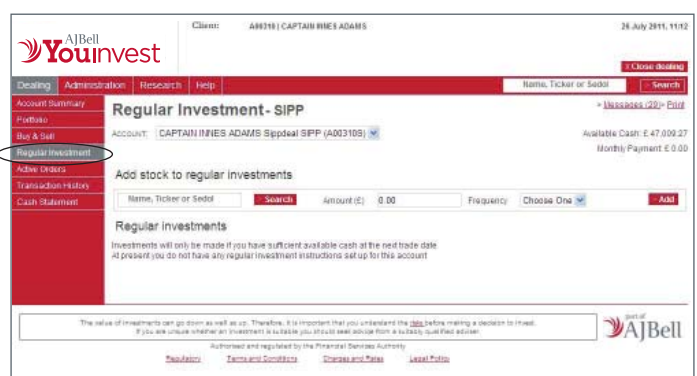 AJBell
Youinvest
Client: A00310 | CAPTAIN INNES ADAMS
26 July 2011, 11:12
Close dealing
Dealing Administration Research Help
Name, Ticker or Sedol Search
Account Summary
Portfolio
Buy & Sell
Regular Investment
Active Orders
Transaction History
Cash Statement
Regular Investment - SIPP
> Messages (29)> Print
ACCOUNT: CAPTAIN INNES ADAMS Sippdeal SIPP (A00310S)
Available Cash: £ 47,009.27
Monthly Payment: £ 0.00
Add stock to regular investments
Name, Ticker or Sedol Search Amount (£) 0.00 Frequency Choose One Add
Regular investments
Investments will only be made if you have sufficient available cash at the next trade date
At present you do not have any regular investment instructions set up for this account
The value of investments can go down as well as up. Therefore, it is important that you understand the risks before making a decision to invest.
If you are unsure whether an investment is suitable you should seek advice from a suitably qualified adviser.
Authorised and regulated by the Financial Services Authority
Regulatory Terms and Conditions Charges and Rates Legal Policy
part of
AJBell